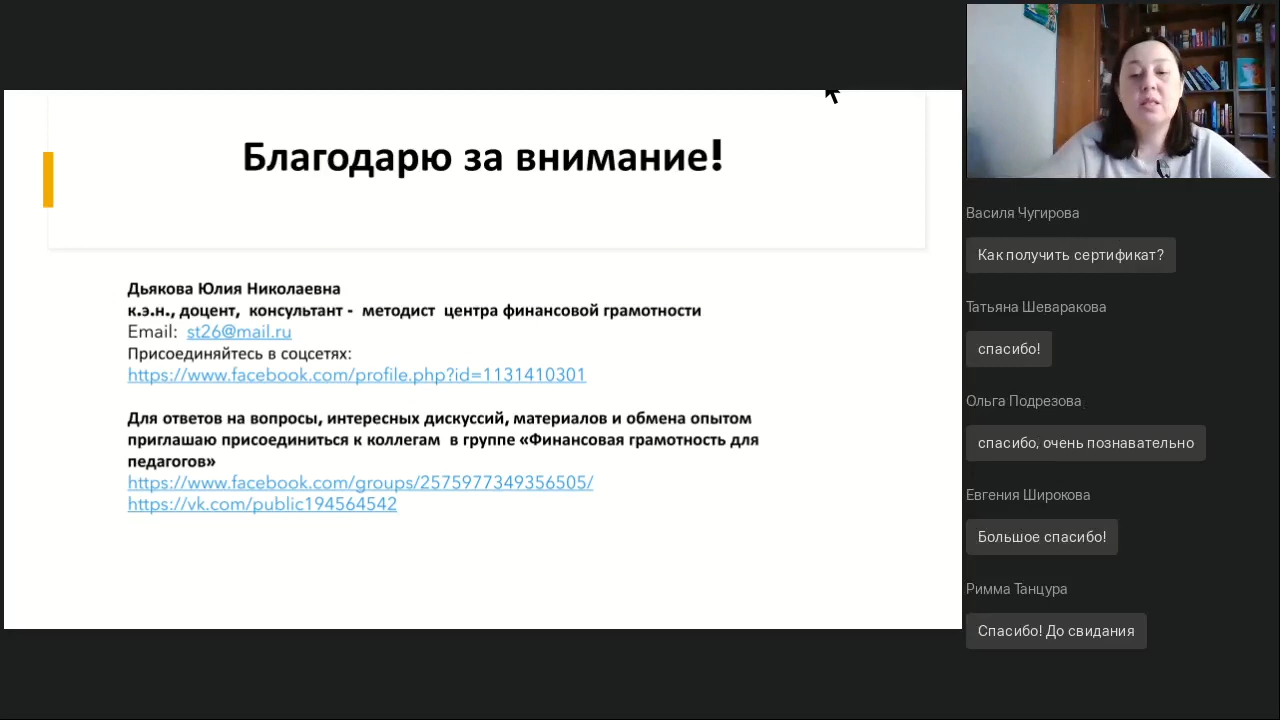 Благодарю за внимание!
Дьякова Юлия Николаевна
к.э.н., доцент, консультант - методист центра финансовой грамотности
Email: st26@mail.ru
Присоединяйтесь в соцсетях:
https://www.facebook.com/profile.php?id=1131410301
Для ответов на вопросы, интересных дискуссий, материалов и обмена опытом
приглашаю присоединиться к коллегам в группе «Финансовая грамотность для
педагогов»
https://www.facebook.com/groups/2575977349356505/
https://vk.com/public194564542
Василя Чугирова
Как получить сертификат?
Татьяна Шеваракова
спасибо!
Ольга Подрезова
спасибо, очень познавательно
Евгения Широкова
Большое спасибо!
Римма Танцура
Спасибо! До свидания